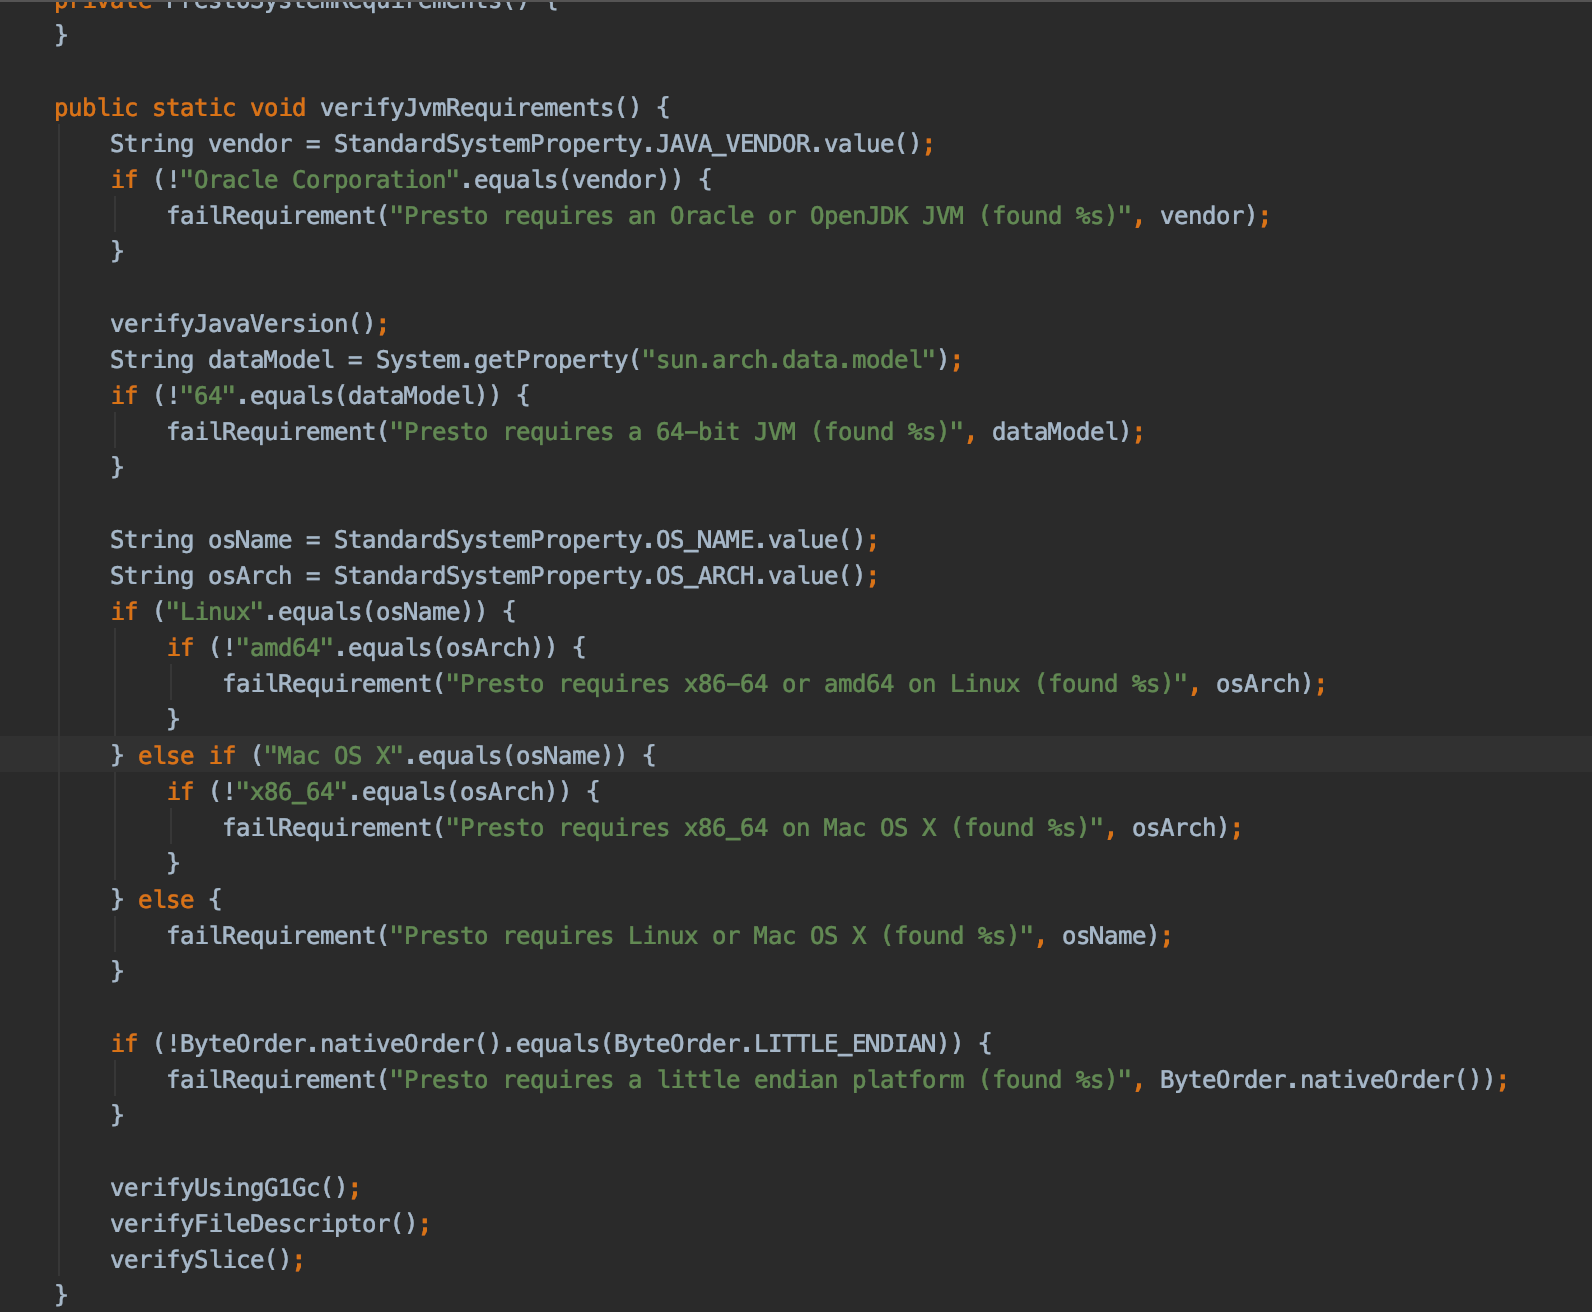 private PrestoSystemRequirements() {
}
public static void verifyJvmRequirements() {
String vendor = StandardSystemProperty.JAVA_VENDOR.value();
if (!"Oracle Corporation".equals(vendor)) {
failRequirement("Presto requires an Oracle or OpenJDK JVM (found %s)", vendor);
}
verifyJavaVersion();
String dataModel = System.getProperty("sun.arch.data.model");
if (!"64".equals(dataModel)) {
failRequirement("Presto requires a 64-bit JVM (found %s)", dataModel);
}
String osName = StandardSystemProperty.OS_NAME.value();
String osArch = StandardSystemProperty.OS_ARCH.value();
if ("Linux".equals(osName)) {
if (!"amd64".equals(osArch)) {
failRequirement("Presto requires x86-64 or amd64 on Linux (found %s)", osArch);
}
} else if ("Mac OS X".equals(osName)) {
if (!"x86_64".equals(osArch)) {
failRequirement("Presto requires x86_64 on Mac OS X (found %s)", osArch);
}
} else {
failRequirement("Presto requires Linux or Mac OS X (found %s)", osName);
}
if (!ByteOrder.nativeOrder().equals(ByteOrder.LITTLE_ENDIAN)) {
failRequirement("Presto requires a little endian platform (found %s)", ByteOrder.nativeOrder());
}
verifyUsingG1Gc();
verifyFileDescriptor();
verifySlice();
}